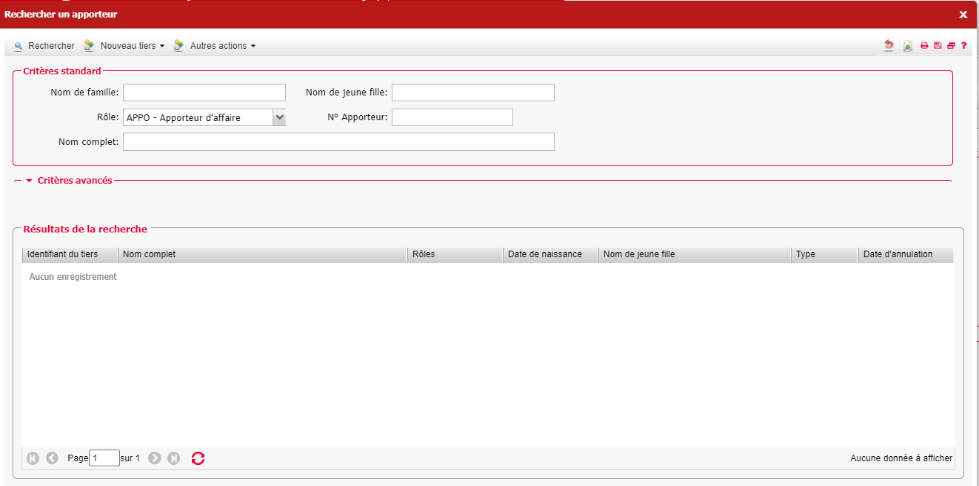 Rechercher un apporteur
Rechercher Nouveau tiers Autres actions
Critères standard
Nom de famille: Nom de jeune fille:
Rôle: APPO - Apporteur d'affaire N° Apporteur:
Nom complet:
Critères avancés
Résultats de la recherche
Identifiant du tiers Nom complet Rôles Date de naissance Nom de jeune fille Type Date d'annulation
Aucun enregistrement
Page 1 sur 1 Aucune donnée à afficher